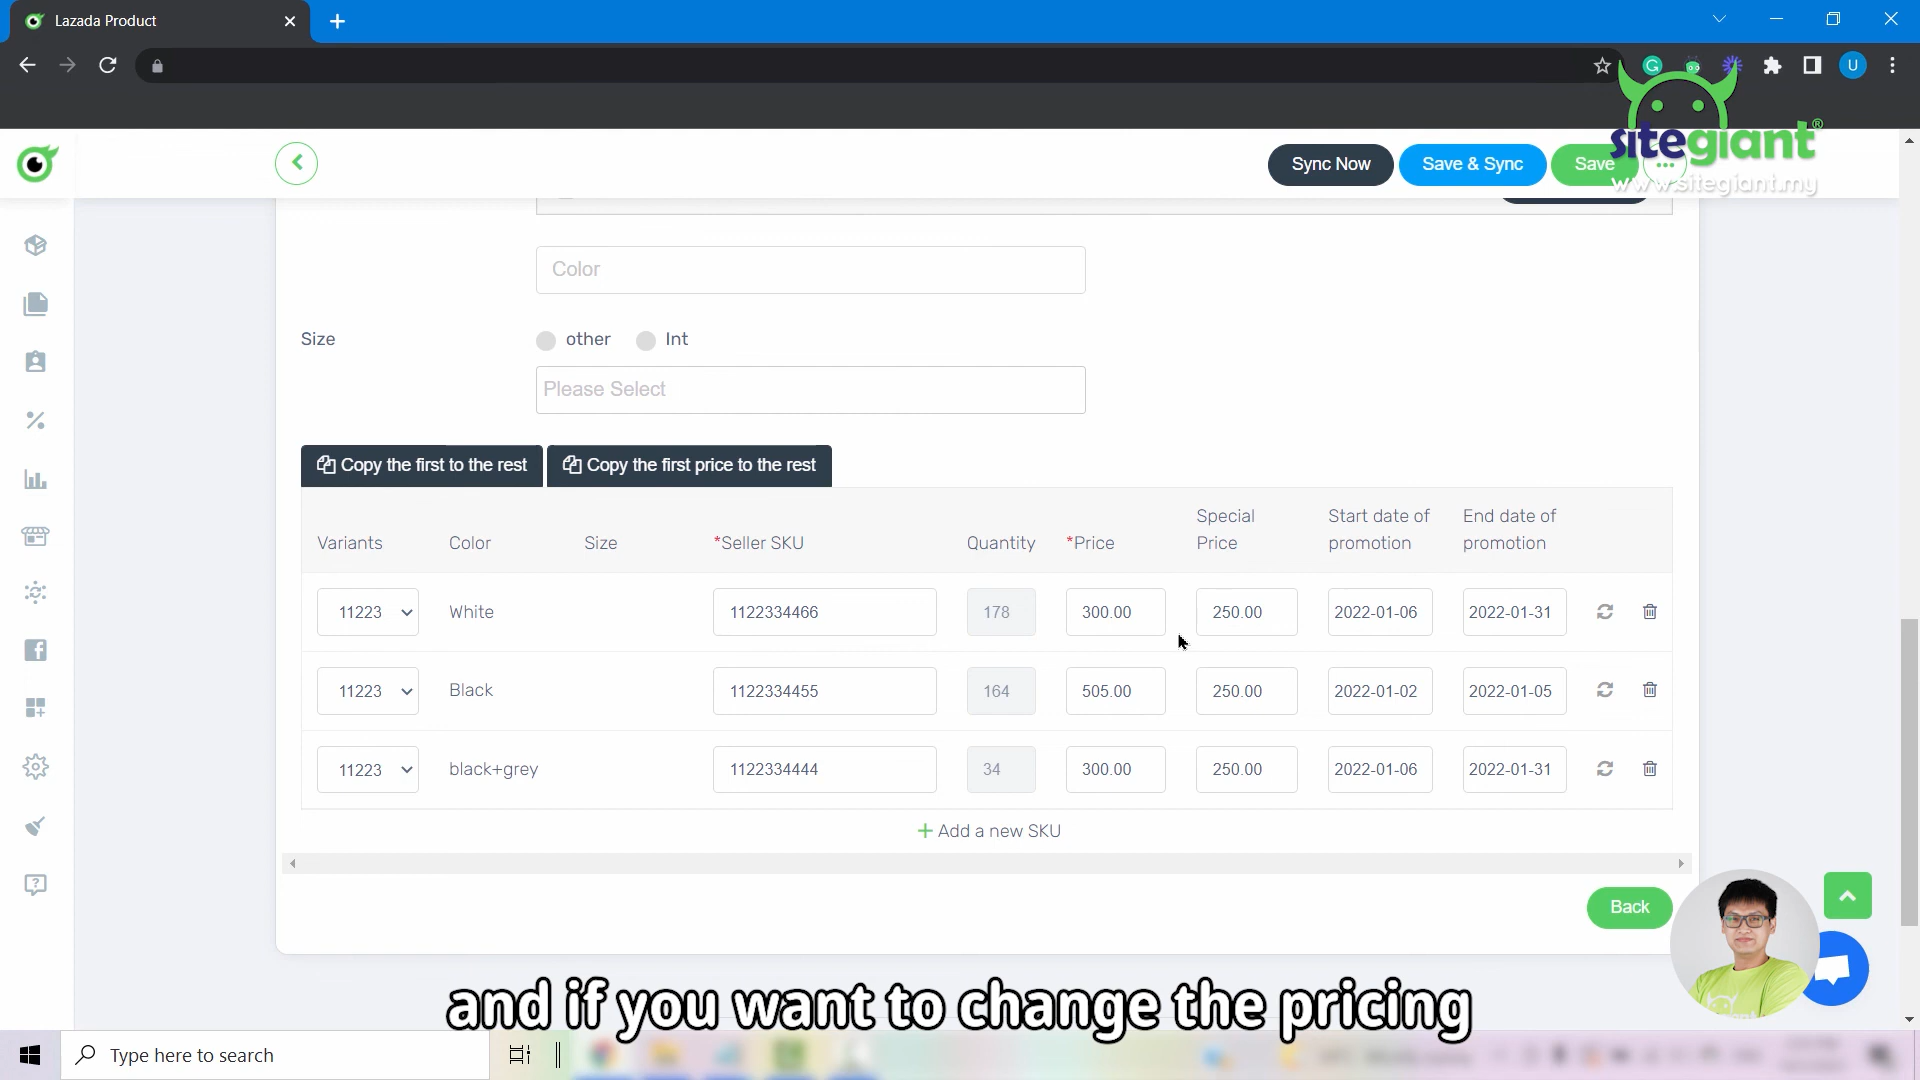 Lazada Product
U
sitegiant®
www.sitegiant.my
Sync Now
Save & Sync
Save
Color
Size
other
Int
Please Select
Copy the first to the rest
Copy the first price to the rest
Variants Color Size *Seller SKU Quantity *Price Special Price Start date of promotion End date of promotion
11223 White 1122334466 178 300.00 250.00 2022-01-06 2022-01-31
11223 Black 1122334455 164 505.00 250.00 2022-01-02 2022-01-05
11223 black+grey 1122334444 34 300.00 250.00 2022-01-06 2022-01-31
+ Add a new SKU
Back
and if you want to change the pricing
Type here to search